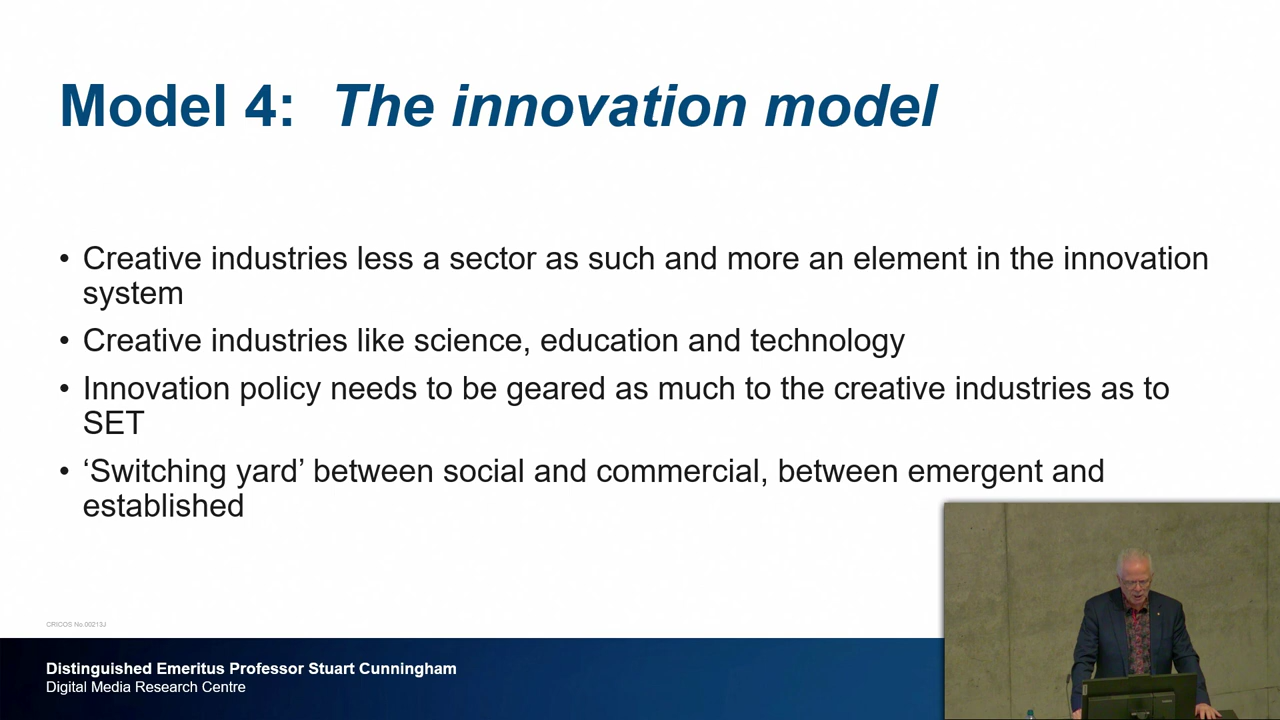 Model 4: The innovation model
• Creative industries less a sector as such and more an element in the innovation
system
• Creative industries like science, education and technology
• Innovation policy needs to be geared as much to the creative industries as to
SET
• ‘Switching yard’ between social and commercial, between emergent and
established
CRICOS No.00213J
Distinguished Emeritus Professor Stuart Cunningham
Digital Media Research Centre